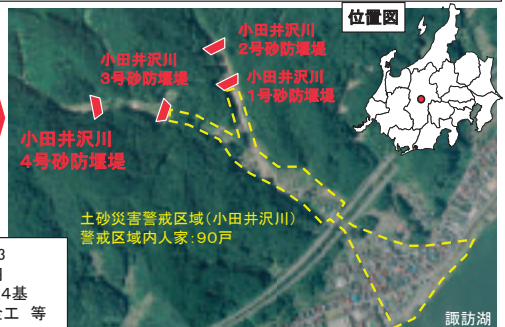 位置図
小田井沢川
2号砂防堰堤
小田井沢川
3号砂防堰堤
小田井沢川
1号砂防堰堤
小田井沢川
4号砂防堰堤
土砂災害警戒区域(小田井沢川)
警戒区域内人家:90戸
4基
工 等
諏訪湖